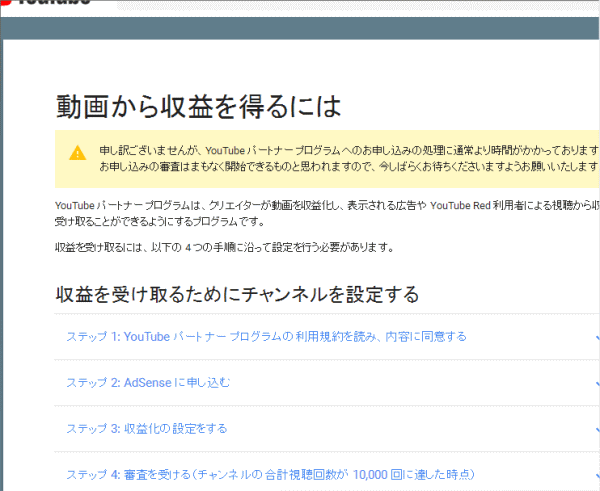 YouTube
動画から収益を得るには
申し訳ございませんが、YouTube パートナー プログラムへのお申し込みの処理に通常より時間がかかっております
お申し込みの審査はまもなく開始できるものと思われますので、今しばらくお待ちくださいますようお願いいたします
YouTube パートナー プログラムは、クリエイターが動画を収益化し、表示される広告や YouTube Red 利用者による視聴から収
受け取ることができるようにするプログラムです。
収益を受け取るには、以下の 4 つの手順に沿って設定を行う必要があります。
収益を受け取るためにチャンネルを設定する
ステップ 1: YouTube パートナー プログラムの利用規約を読み、内容に同意する
ステップ 2: AdSense に申し込む
ステップ 3: 収益化の設定をする
ステップ 4: 審査を受ける（チャンネルの合計視聴回数が 10,000 回に達した時点）